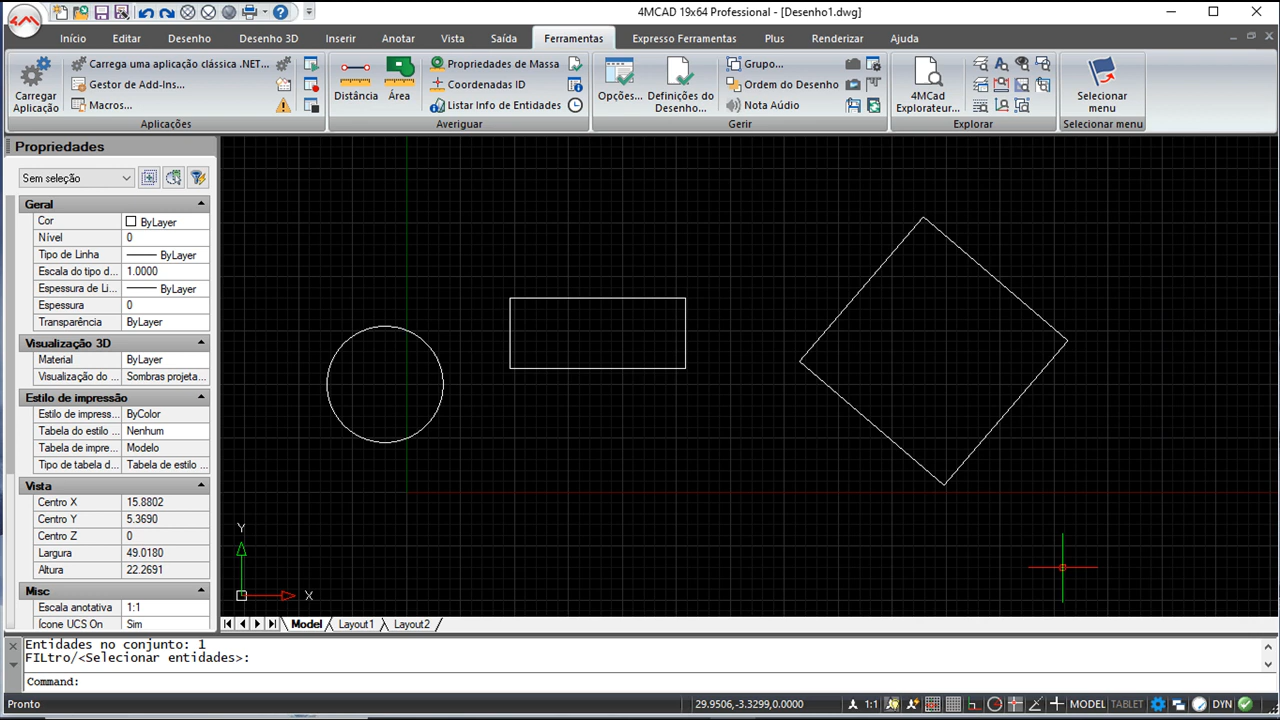 4MCAD 19x64 Professional - [Desenho1.dwg]
Início Editar Desenho Desenho 3D Inserir Anotar Vista Saída Ferramentas Expresso Ferramentas Plus Renderizar Ajuda
Carregar Aplicação
Carrega uma aplicação clássica .NET...
Gestor de Add-Ins...
Macros...
Aplicações
Distância
Área
Propriedades de Massa
Coordenadas ID
Listar Info de Entidades
Averiguar
Opções...
Definições do Desenho...
Grupo...
Ordem do Desenho
Nota Aúdio
Gerir
4MCad Explorateur...
Explorar
Selecionar menu
Selecionar menu
Propriedades
Sem seleção
Geral
Cor ByLayer
Nível 0
Tipo de Linha ByLayer
Escala do tipo d... 1.0000
Espessura de Li... ByLayer
Espessura 0
Transparência ByLayer
Visualização 3D
Material ByLayer
Visualização do Sombras projeta...
Estilo de impressão
Estilo de impress... ByColor
Tabela do estilo Nenhum
Tabela de impre... Modelo
Tipo de tabela d... Tabela de estilo ...
Vista
Centro X 15.8802
Centro Y 5.3690
Centro Z 0
Largura 49.0180
Altura 22.2691
Misc
Escala anotativa 1:1
Ícone UCS On Sim
Y
X
Model Layout1 Layout2
Entidades no conjunto: 1
FILtro/<Selecionar entidades>:
Command:
Pronto 29.9506,-3.3299,0.0000 1:1 MODEL TABLET DYN